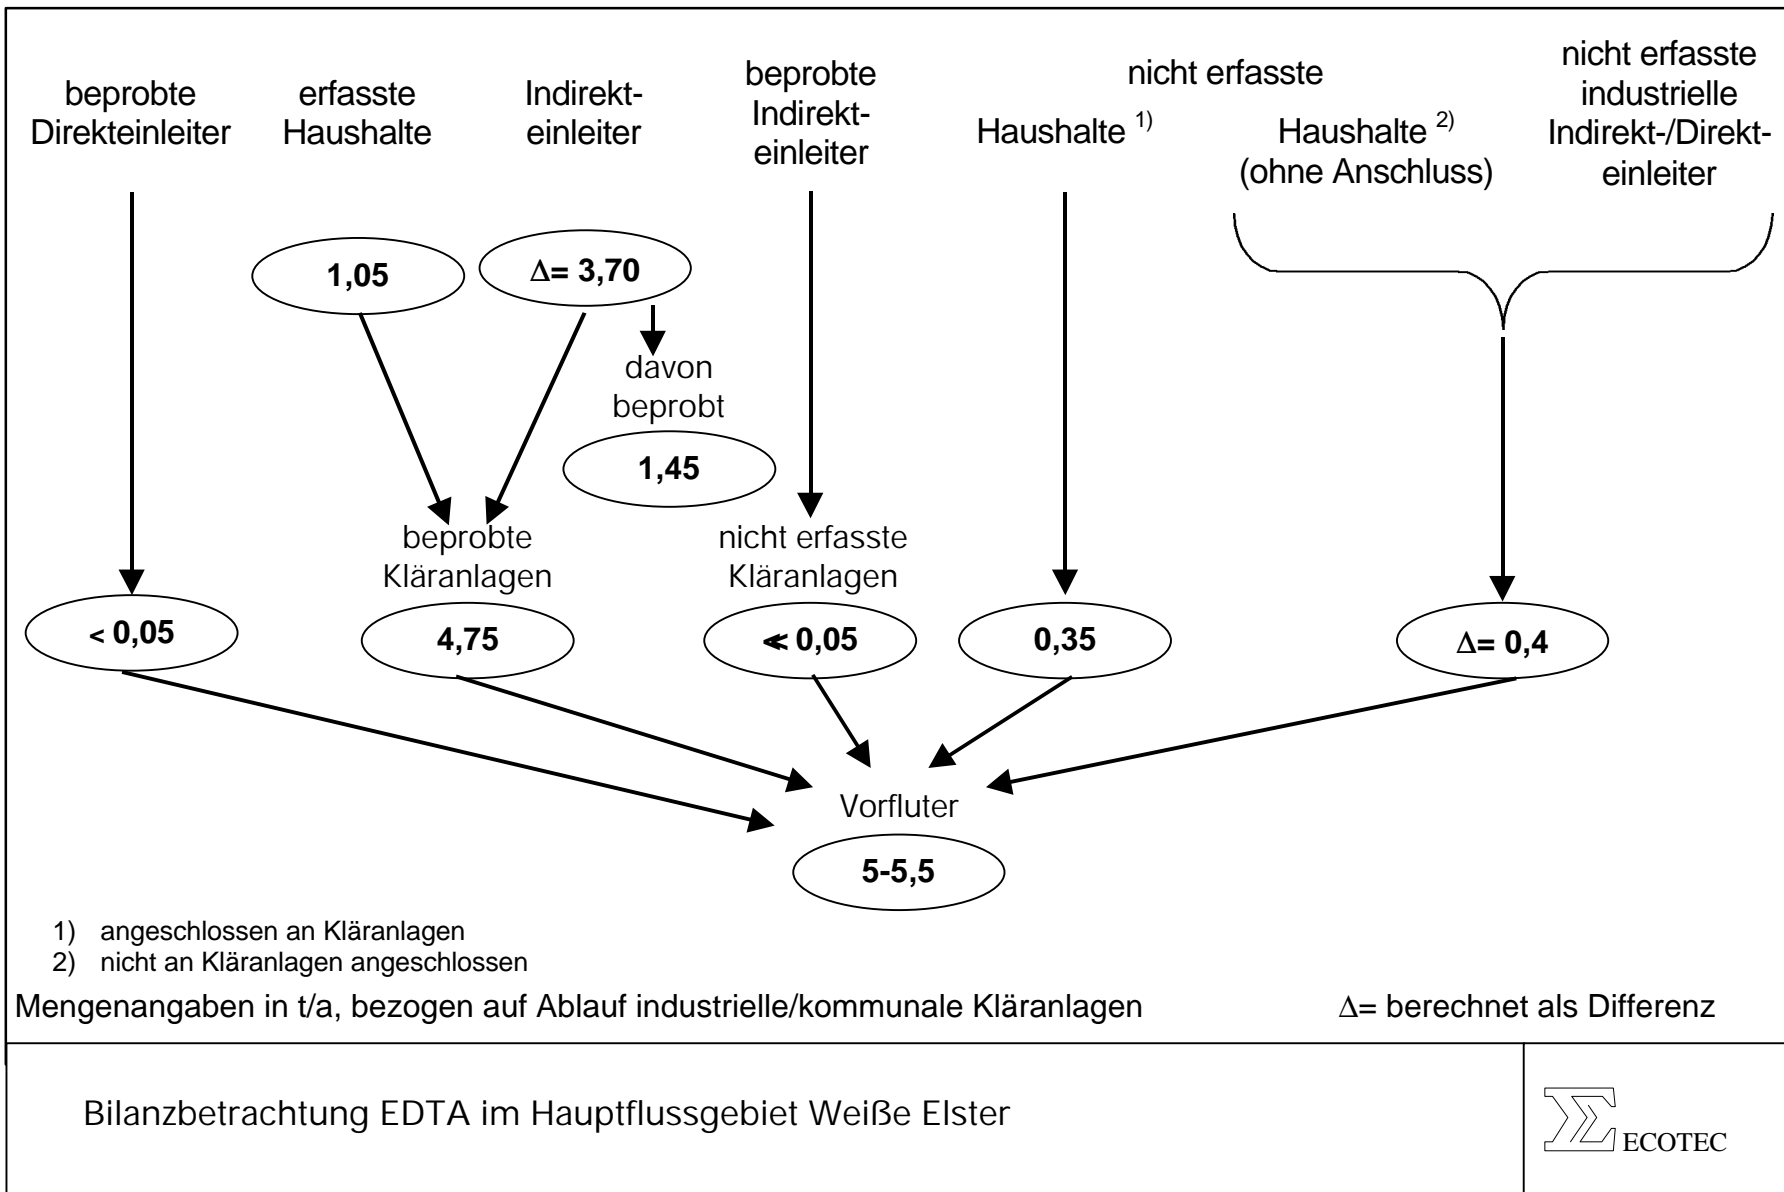 beprobte
Direkteinleiter
erfasste
Haushalte
Indirekt-
einleiter
beprobte
Indirekt-
einleiter
nicht erfasste
Haushalte 1)
Haushalte 2)
(ohne Anschluss)
nicht erfasste
industrielle
Indirekt-/Direkt-
einleiter
1,05
Δ= 3,70
davon
beprobt
1,45
beprobte
Kläranlagen
nicht erfasste
Kläranlagen
< 0,05
4,75
≪ 0,05
0,35
Δ= 0,4
Vorfluter
5-5,5
1) angeschlossen an Kläranlagen
2) nicht an Kläranlagen angeschlossen
Mengenangaben in t/a, bezogen auf Ablauf industrielle/kommunale Kläranlagen
Δ= berechnet als Differenz
Bilanzbetrachtung EDTA im Hauptflussgebiet Weiße Elster
ECOTEC